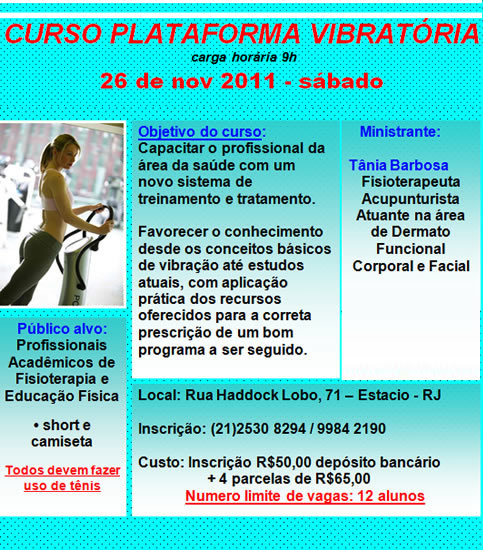 CURSO PLATAFORMA VIBRATÓRIA
carga horária 9h
26 de nov 2011 - sábado
Objetivo do curso:
Capacitar o profissional da
área da saúde com um
novo sistema de
treinamento e tratamento.
Favorecer o conhecimento
desde os conceitos básicos
de vibração até estudos
atuais, com aplicação
prática dos recursos
oferecidos para a correta
prescrição de um bom
programa a ser seguido.
Ministrante:
Tânia Barbosa
Fisioterapeuta
Acupunturista
Atuante na área
de Dermato
Funcional
Corporal e Facial
Público alvo:
Profissionais
Acadêmicos de
Fisioterapia e
Educação Fisica
• short e
camiseta
Todos devem fazer
uso de tênis
Local: Rua Haddock Lobo, 71 – Estacio - RJ
Inscrição: (21)2530 8294 / 9984 2190
Custo: Inscrição R$50,00 depósito bancário
+ 4 parcelas de R$65,00
Numero limite de vagas: 12 alunos